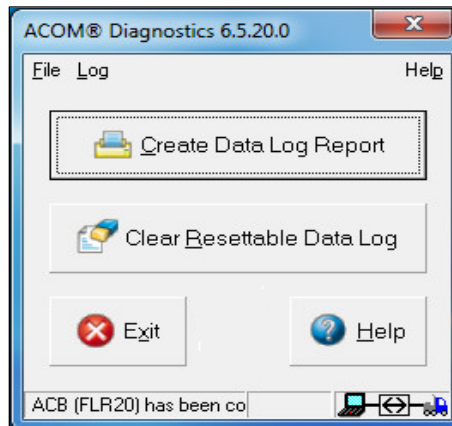 ACOM® Diagnostics 6.5.20.0
File Log Help
Create Data Log Report
Clear Resettable Data Log
Exit Help
ACB (FLR20) has been co